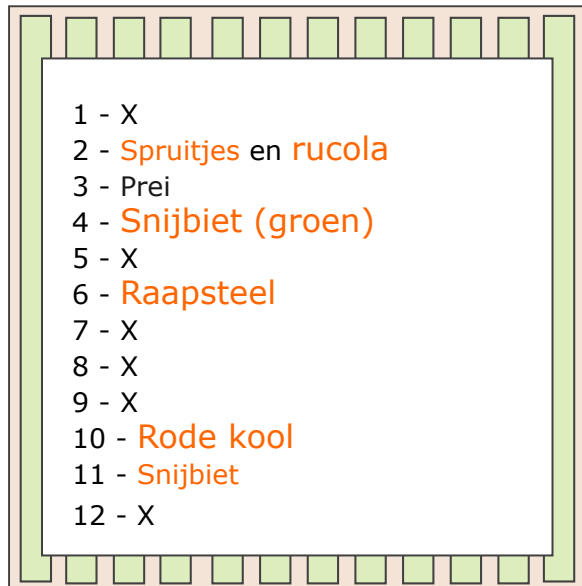 1 - X
2 - Spruitjes en rucola
3 - Prei
4 - Snijbiet (groen)
5 - X
6 - Raapsteel
7 - X
8 - X
9 - X
10 - Rode kool
11 - Snijbiet
12 - X